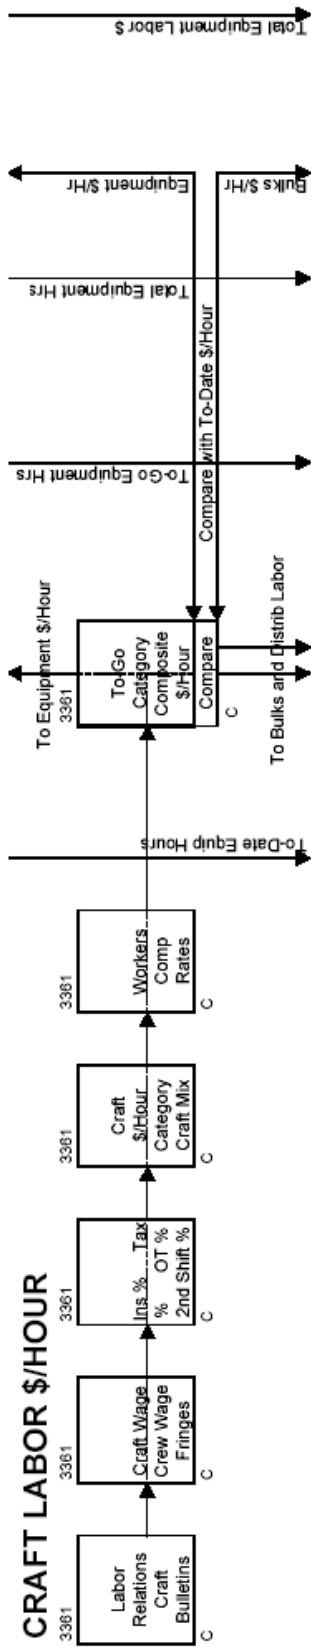 CRAFT LABOR $/HOUR
3361
Labor
Relations
Craft
Bulletins
C
3361
Craft Wage
Crew Wage
Fringes
C
3361
Ins % Tax
% OT %
2nd Shift %
C
3361
Craft
$/Hour
Category
Craft Mix
C
3361
Workers
Comp
Rates
C
To-Date Equip Hours
To Equipment $/Hour
3361
To-Go
Category
Composite
$/Hour
Compare
C
To Bulks and Distrib Labor
To-Go Equipment Hrs
Compare with To-Date $/Hour
Total Equipment Hrs
Equipment $/Hr
Bulks $/Hr
Total Equipment Labor $